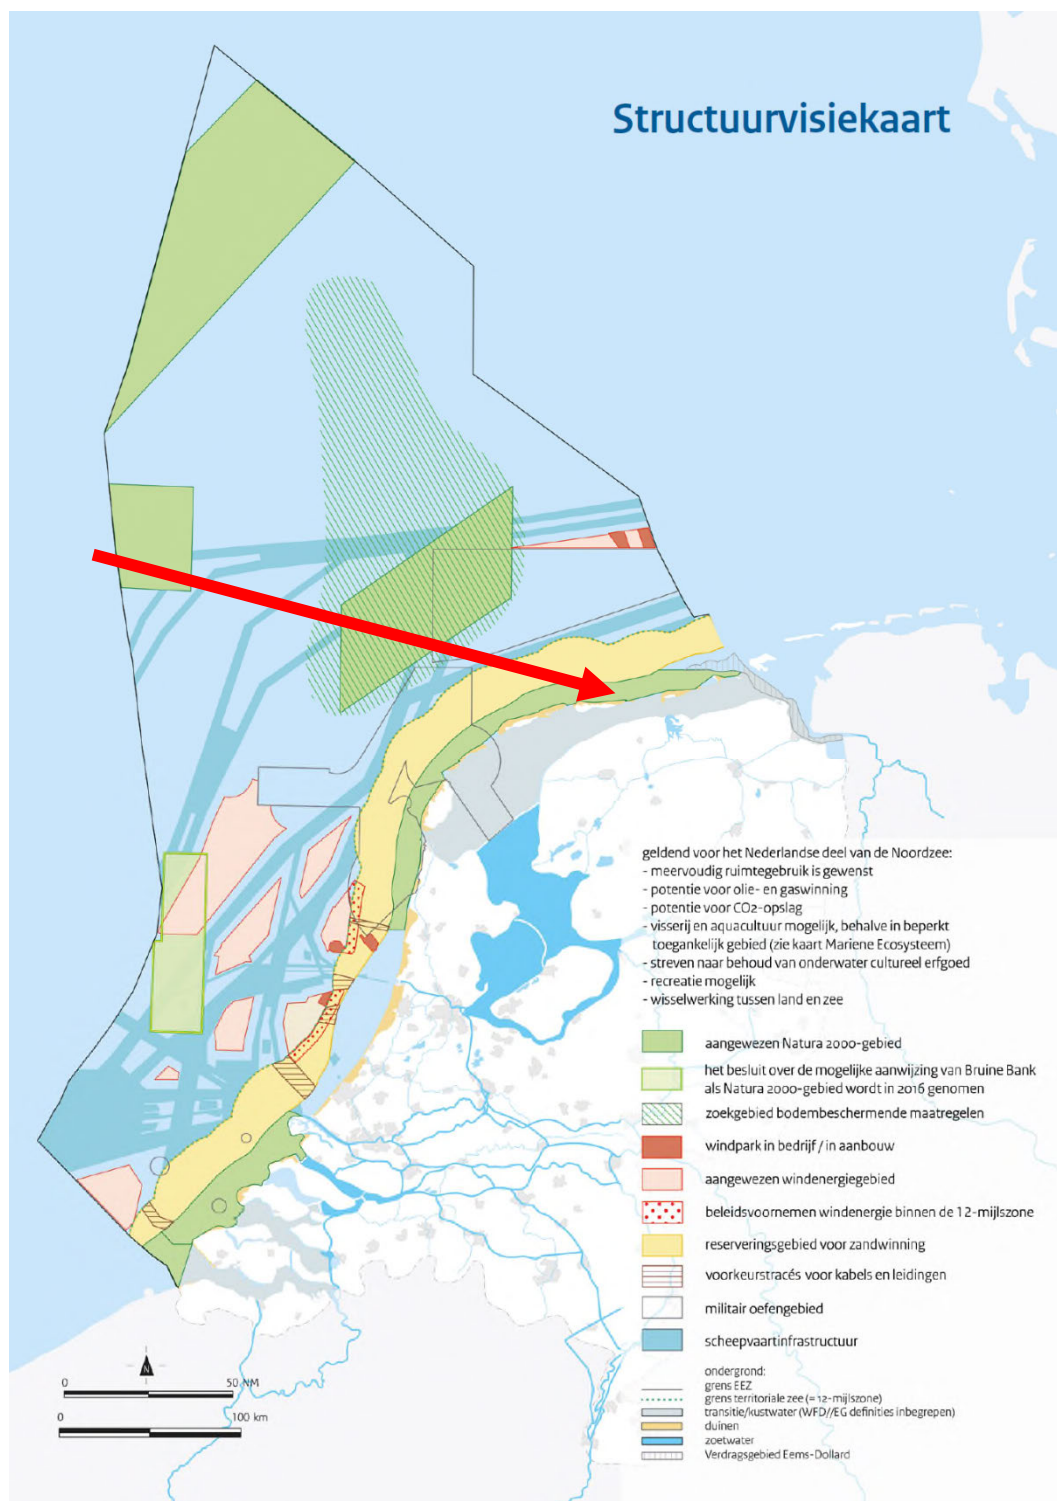 Structuurvisiekaart
geldend voor het Nederlandse deel van de Noordzee:
- meervoudig ruimtegebruik is gewenst
- potentie voor olie- en gaswinning
- potentie voor CO2-opslag
- visserij en aquacultuur mogelijk, behalve in beperkt
toegankelijk gebied (zie kaart Mariene Ecosysteem)
- streven naar behoud van onderwater cultureel erfgoed
- recreatie mogelijk
- wisselwerking tussen land en zee
aangewezen Natura 2000-gebied
het besluit over de mogelijke aanwijzing van Bruine Bank
als Natura 2000-gebied wordt in 2016 genomen
zoekgebied bodembeschermende maatregelen
windpark in bedrijf / in aanbouw
aangewezen windenergiegebied
beleidsvoornemen windenergie binnen de 12-mijlszone
reserveringsgebied voor zandwinning
voorkeurstracés voor kabels en leidingen
militair oefengebied
scheepvaartinfrastructuur
ondergrond:
grens EEZ
grens territoriale zee (= 12-mijlszone)
transitie/kustwater (WFD//EG definities inbegrepen)
duinen
zoetwater
Verdragsgebied Eems-Dollard
N
0 50 NM
0 100 km